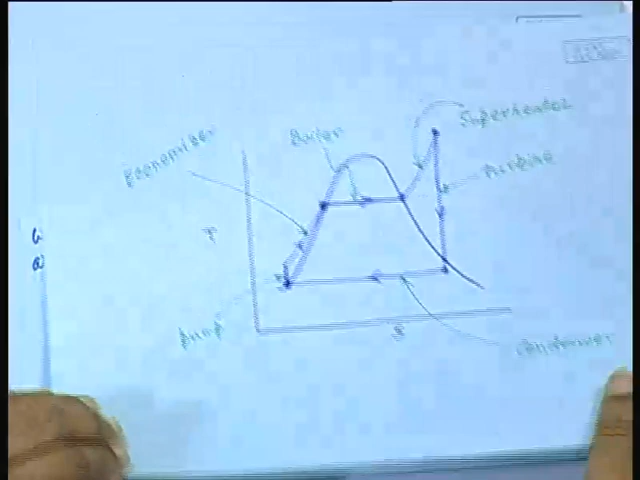 Superheater
Boiler
Turbine
Economiser
T
Pump
S
Condenser